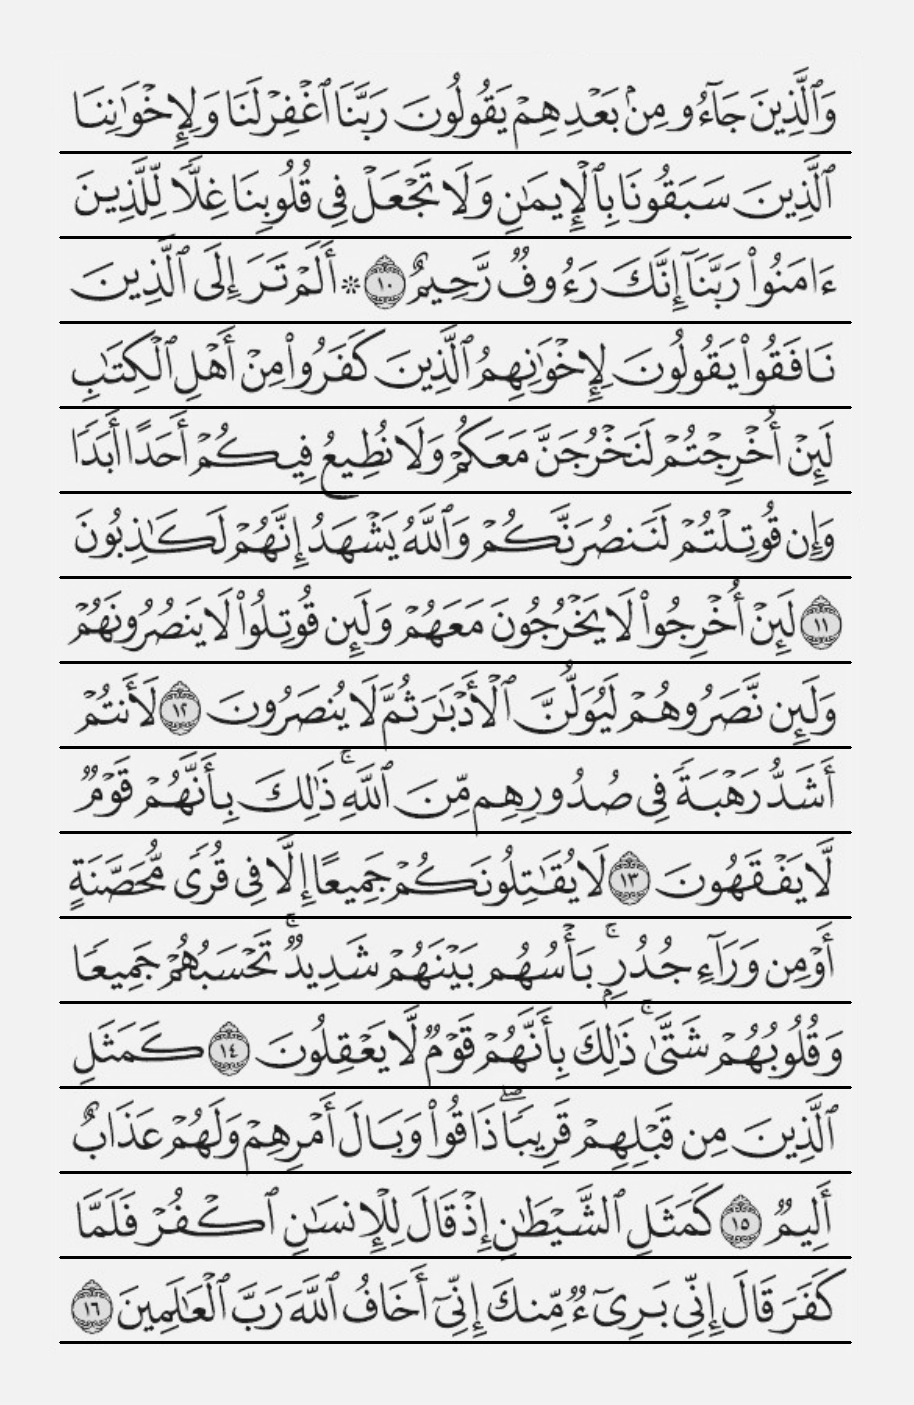 وَٱلَّذِينَ جَآءُو مِنۢ بَعْدِهِمْ يَقُولُونَ رَبَّنَا ٱغْفِرْ لَنَا وَلِإِخْوَٰنِنَا
ٱلَّذِينَ سَبَقُونَا بِٱلْإِيمَٰنِ وَلَا تَجْعَلْ فِى قُلُوبِنَا غِلًّا لِّلَّذِينَ
ءَامَنُوا۟ رَبَّنَآ إِنَّكَ رَءُوفٌ رَّحِيمٌ ١٠ ۞ أَلَمْ تَرَ إِلَى ٱلَّذِينَ
نَافَقُوا۟ يَقُولُونَ لِإِخْوَٰنِهِمُ ٱلَّذِينَ كَفَرُوا۟ مِنْ أَهْلِ ٱلْكِتَٰبِ
لَئِنْ أُخْرِجْتُمْ لَنَخْرُجَنَّ مَعَكُمْ وَلَا نُطِيعُ فِيكُمْ أَحَدًا أَبَدًا
وَإِن قُوتِلْتُمْ لَنَنصُرَنَّكُمْ وَٱللَّهُ يَشْهَدُ إِنَّهُمْ لَكَٰذِبُونَ
١١ لَئِنْ أُخْرِجُوا۟ لَا يَخْرُجُونَ مَعَهُمْ وَلَئِن قُوتِلُوا۟ لَا يَنصُرُونَهُمْ
وَلَئِن نَّصَرُوهُمْ لَيُوَلُّنَّ ٱلْأَدْبَٰرَ ثُمَّ لَا يُنصَرُونَ ١٢ لَأَنتُمْ
أَشَدُّ رَهْبَةً فِى صُدُورِهِم مِّنَ ٱللَّهِ ۚ ذَٰلِكَ بِأَنَّهُمْ قَوْمٌ
لَّا يَفْقَهُونَ ١٣ لَا يُقَٰتِلُونَكُمْ جَمِيعًا إِلَّا فِى قُرًى مُّحَصَّنَةٍ
أَوْ مِن وَرَآءِ جُدُرٍۭ ۚ بَأْسُهُم بَيْنَهُمْ شَدِيدٌ ۚ تَحْسَبُهُمْ جَمِيعًا
وَقُلُوبُهُمْ شَتَّىٰ ۚ ذَٰلِكَ بِأَنَّهُمْ قَوْمٌ لَّا يَعْقِلُونَ ١٤ كَمَثَلِ
ٱلَّذِينَ مِن قَبْلِهِمْ قَرِيبًا ۖ ذَاقُوا۟ وَبَالَ أَمْرِهِمْ وَلَهُمْ عَذَابٌ
أَلِيمٌ ١٥ كَمَثَلِ ٱلشَّيْطَٰنِ إِذْ قَالَ لِلْإِنسَٰنِ ٱكْفُرْ فَلَمَّا
كَفَرَ قَالَ إِنِّى بَرِىٓءٌ مِّنكَ إِنِّىٓ أَخَافُ ٱللَّهَ رَبَّ ٱلْعَٰلَمِينَ ١٦